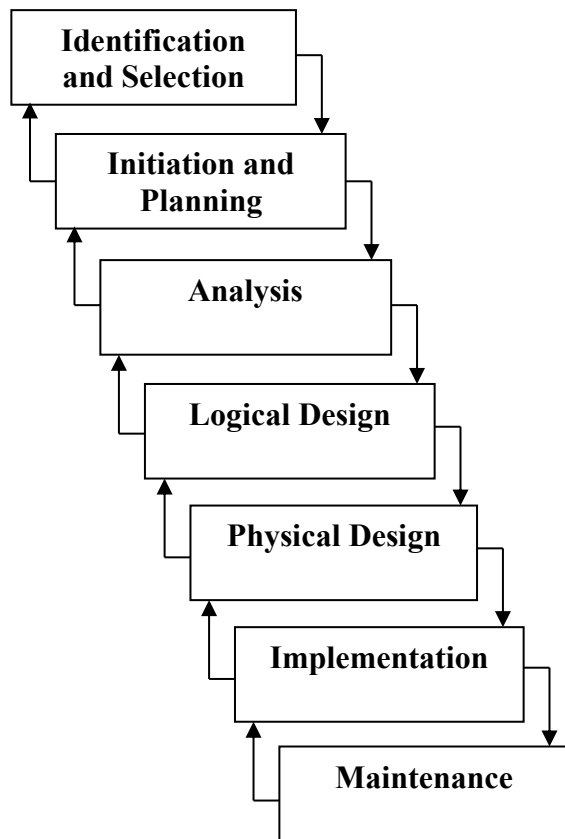 Identification
and Selection
Initiation and
Planning
Analysis
Logical Design
Physical Design
Implementation
Maintenance